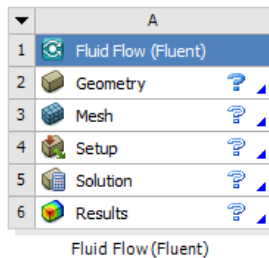 A
1 Fluid Flow (Fluent)
2 Geometry ?
3 Mesh ?
4 Setup ?
5 Solution ?
6 Results ?
Fluid Flow (Fluent)